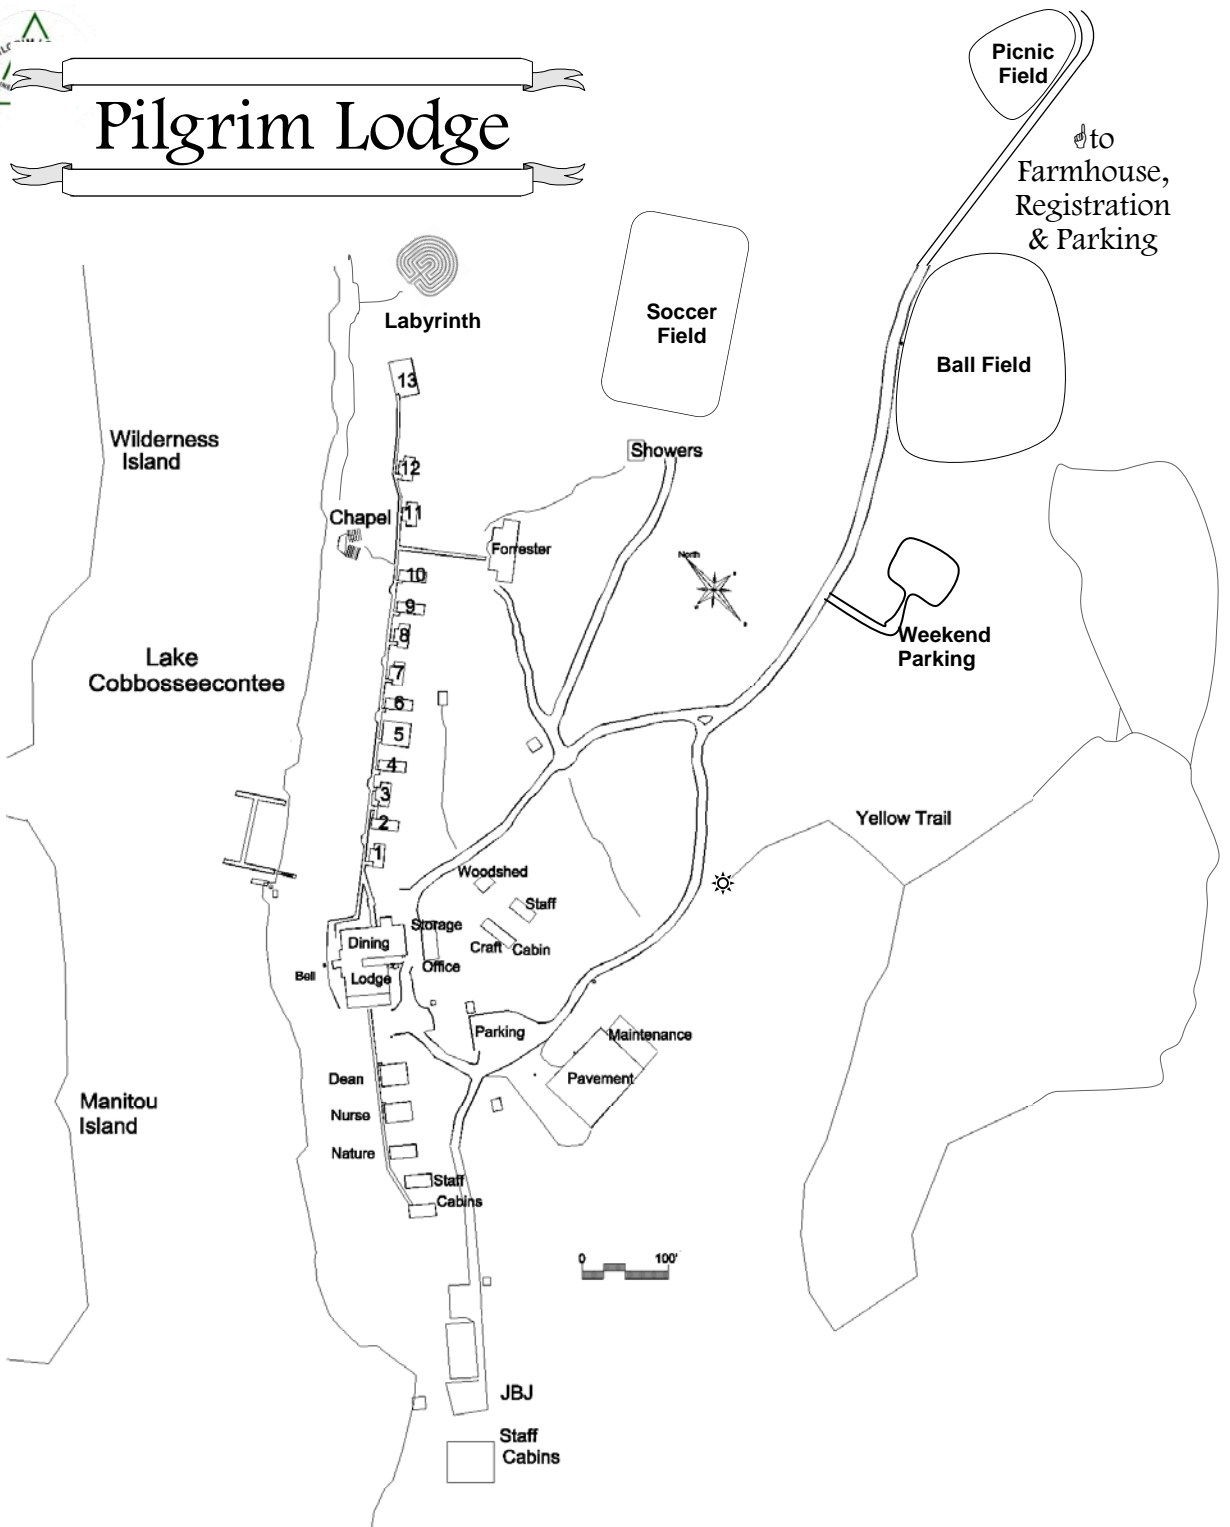 Pilgrim Lodge
Picnic
Field
to
Farmhouse,
Registration
& Parking
Labyrinth
Soccer
Field
Ball Field
13
Wilderness
Island
12
Showers
11
Chapel
Forrester
North
10
9
8
Weekend
Parking
Lake
Cobbosseecontee
7
6
5
4
3
2
1
Yellow Trail
Woodshed
Staff
Storage
Craft Cabin
Dining
Office
Bell
Lodge
Parking
Maintenance
Pavement
Dean
Nurse
Nature
Manitou
Island
Staff
Cabins
0 100'
JBJ
Staff
Cabins